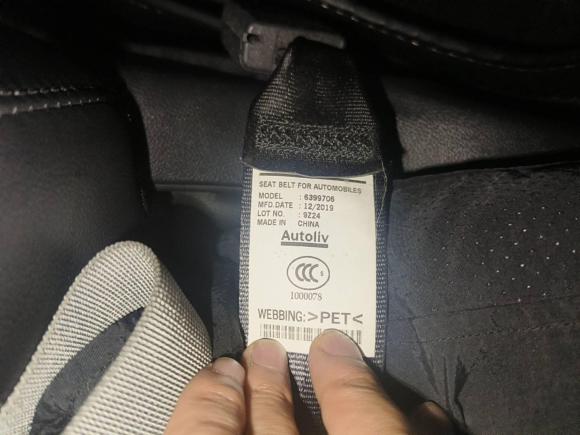 SEAT BELT FOR AUTOMOBILES
MODEL : 6399706
MFD.DATE : 12/2019
LOT NO. : 9Z24
MADE IN CHINA
Autoliv
CCC S
1000078
WEBBING: >PET<